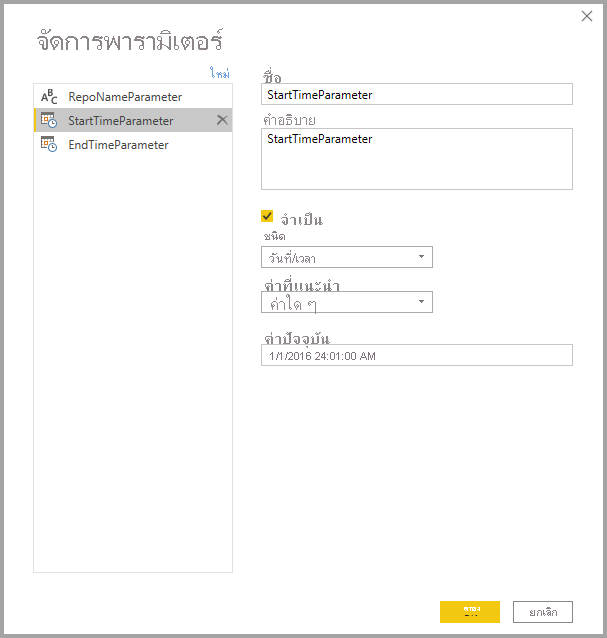 จัดการพารามิเตอร์
ใหม่
RepoNameParameter
StartTimeParameter
EndTimeParameter
ชื่อ
StartTimeParameter
คำอธิบาย
StartTimeParameter
จำเป็น
ชนิด
วันที่/เวลา
ค่าที่แนะนำ
ค่าใด ๆ
ค่าปัจจุบัน
1/1/2016 24:01:00 AM
ยกเลิก